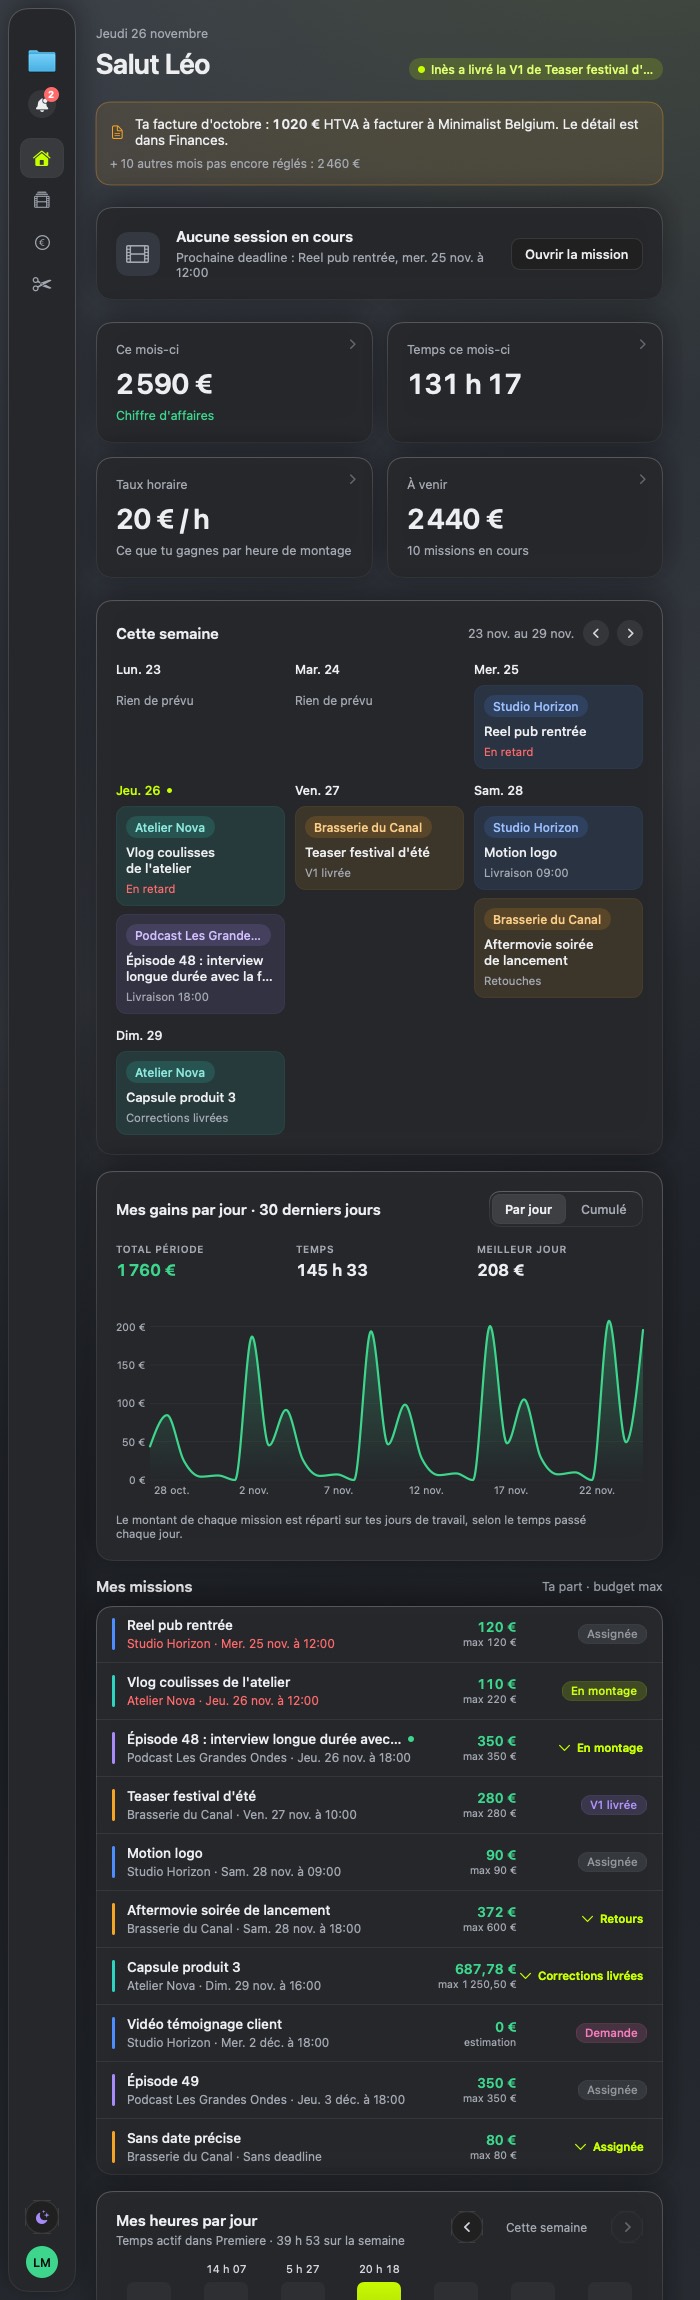 Jeudi 26 novembre
Salut Léo
Inès a livré la V1 de Teaser festival d'...
2
Ta facture d'octobre : 1 020 € HTVA à facturer à Minimalist Belgium. Le détail est
dans Finances.
+ 10 autres mois pas encore réglés : 2 460 €
Aucune session en cours
Prochaine deadline : Reel pub rentrée, mer. 25 nov. à
12:00
Ouvrir la mission
Ce mois-ci
2 590 €
Chiffre d'affaires
Temps ce mois-ci
131 h 17
Taux horaire
20 € / h
Ce que tu gagnes par heure de montage
À venir
2 440 €
10 missions en cours
Cette semaine
23 nov. au 29 nov.
Lun. 23
Rien de prévu
Mar. 24
Rien de prévu
Mer. 25
Studio Horizon
Reel pub rentrée
En retard
Jeu. 26
Atelier Nova
Vlog coulisses
de l'atelier
En retard
Podcast Les Grande...
Épisode 48 : interview
longue durée avec la f...
Livraison 18:00
Ven. 27
Brasserie du Canal
Teaser festival d'été
V1 livrée
Sam. 28
Studio Horizon
Motion logo
Livraison 09:00
Brasserie du Canal
Aftermovie soirée
de lancement
Retouches
Dim. 29
Atelier Nova
Capsule produit 3
Corrections livrées
Mes gains par jour · 30 derniers jours
Par jour
Cumulé
TOTAL PÉRIODE
1 760 €
TEMPS
145 h 33
MEILLEUR JOUR
208 €
200 €
150 €
100 €
50 €
0 €
28 oct.
2 nov.
7 nov.
12 nov.
17 nov.
22 nov.
Le montant de chaque mission est réparti sur tes jours de travail, selon le temps passé
chaque jour.
Mes missions
Ta part · budget max
Reel pub rentrée
Studio Horizon · Mer. 25 nov. à 12:00
120 €
max 120 €
Assignée
Vlog coulisses de l'atelier
Atelier Nova · Jeu. 26 nov. à 12:00
110 €
max 220 €
En montage
Épisode 48 : interview longue durée avec...
Podcast Les Grandes Ondes · Jeu. 26 nov. à 18:00
350 €
max 350 €
En montage
Teaser festival d'été
Brasserie du Canal · Ven. 27 nov. à 10:00
280 €
max 280 €
V1 livrée
Motion logo
Studio Horizon · Sam. 28 nov. à 09:00
90 €
max 90 €
Assignée
Aftermovie soirée de lancement
Brasserie du Canal · Sam. 28 nov. à 18:00
372 €
max 600 €
Retours
Capsule produit 3
Atelier Nova · Dim. 29 nov. à 16:00
687,78 €
max 1 250,50 €
Corrections livrées
Vidéo témoignage client
Studio Horizon · Mer. 2 déc. à 18:00
0 €
estimation
Demande
Épisode 49
Podcast Les Grandes Ondes · Jeu. 3 déc. à 18:00
350 €
max 350 €
Assignée
Sans date précise
Brasserie du Canal · Sans deadline
80 €
max 80 €
Assignée
Mes heures par jour
Temps actif dans Premiere · 39 h 53 sur la semaine
Cette semaine
14 h 07
5 h 27
20 h 18
LM